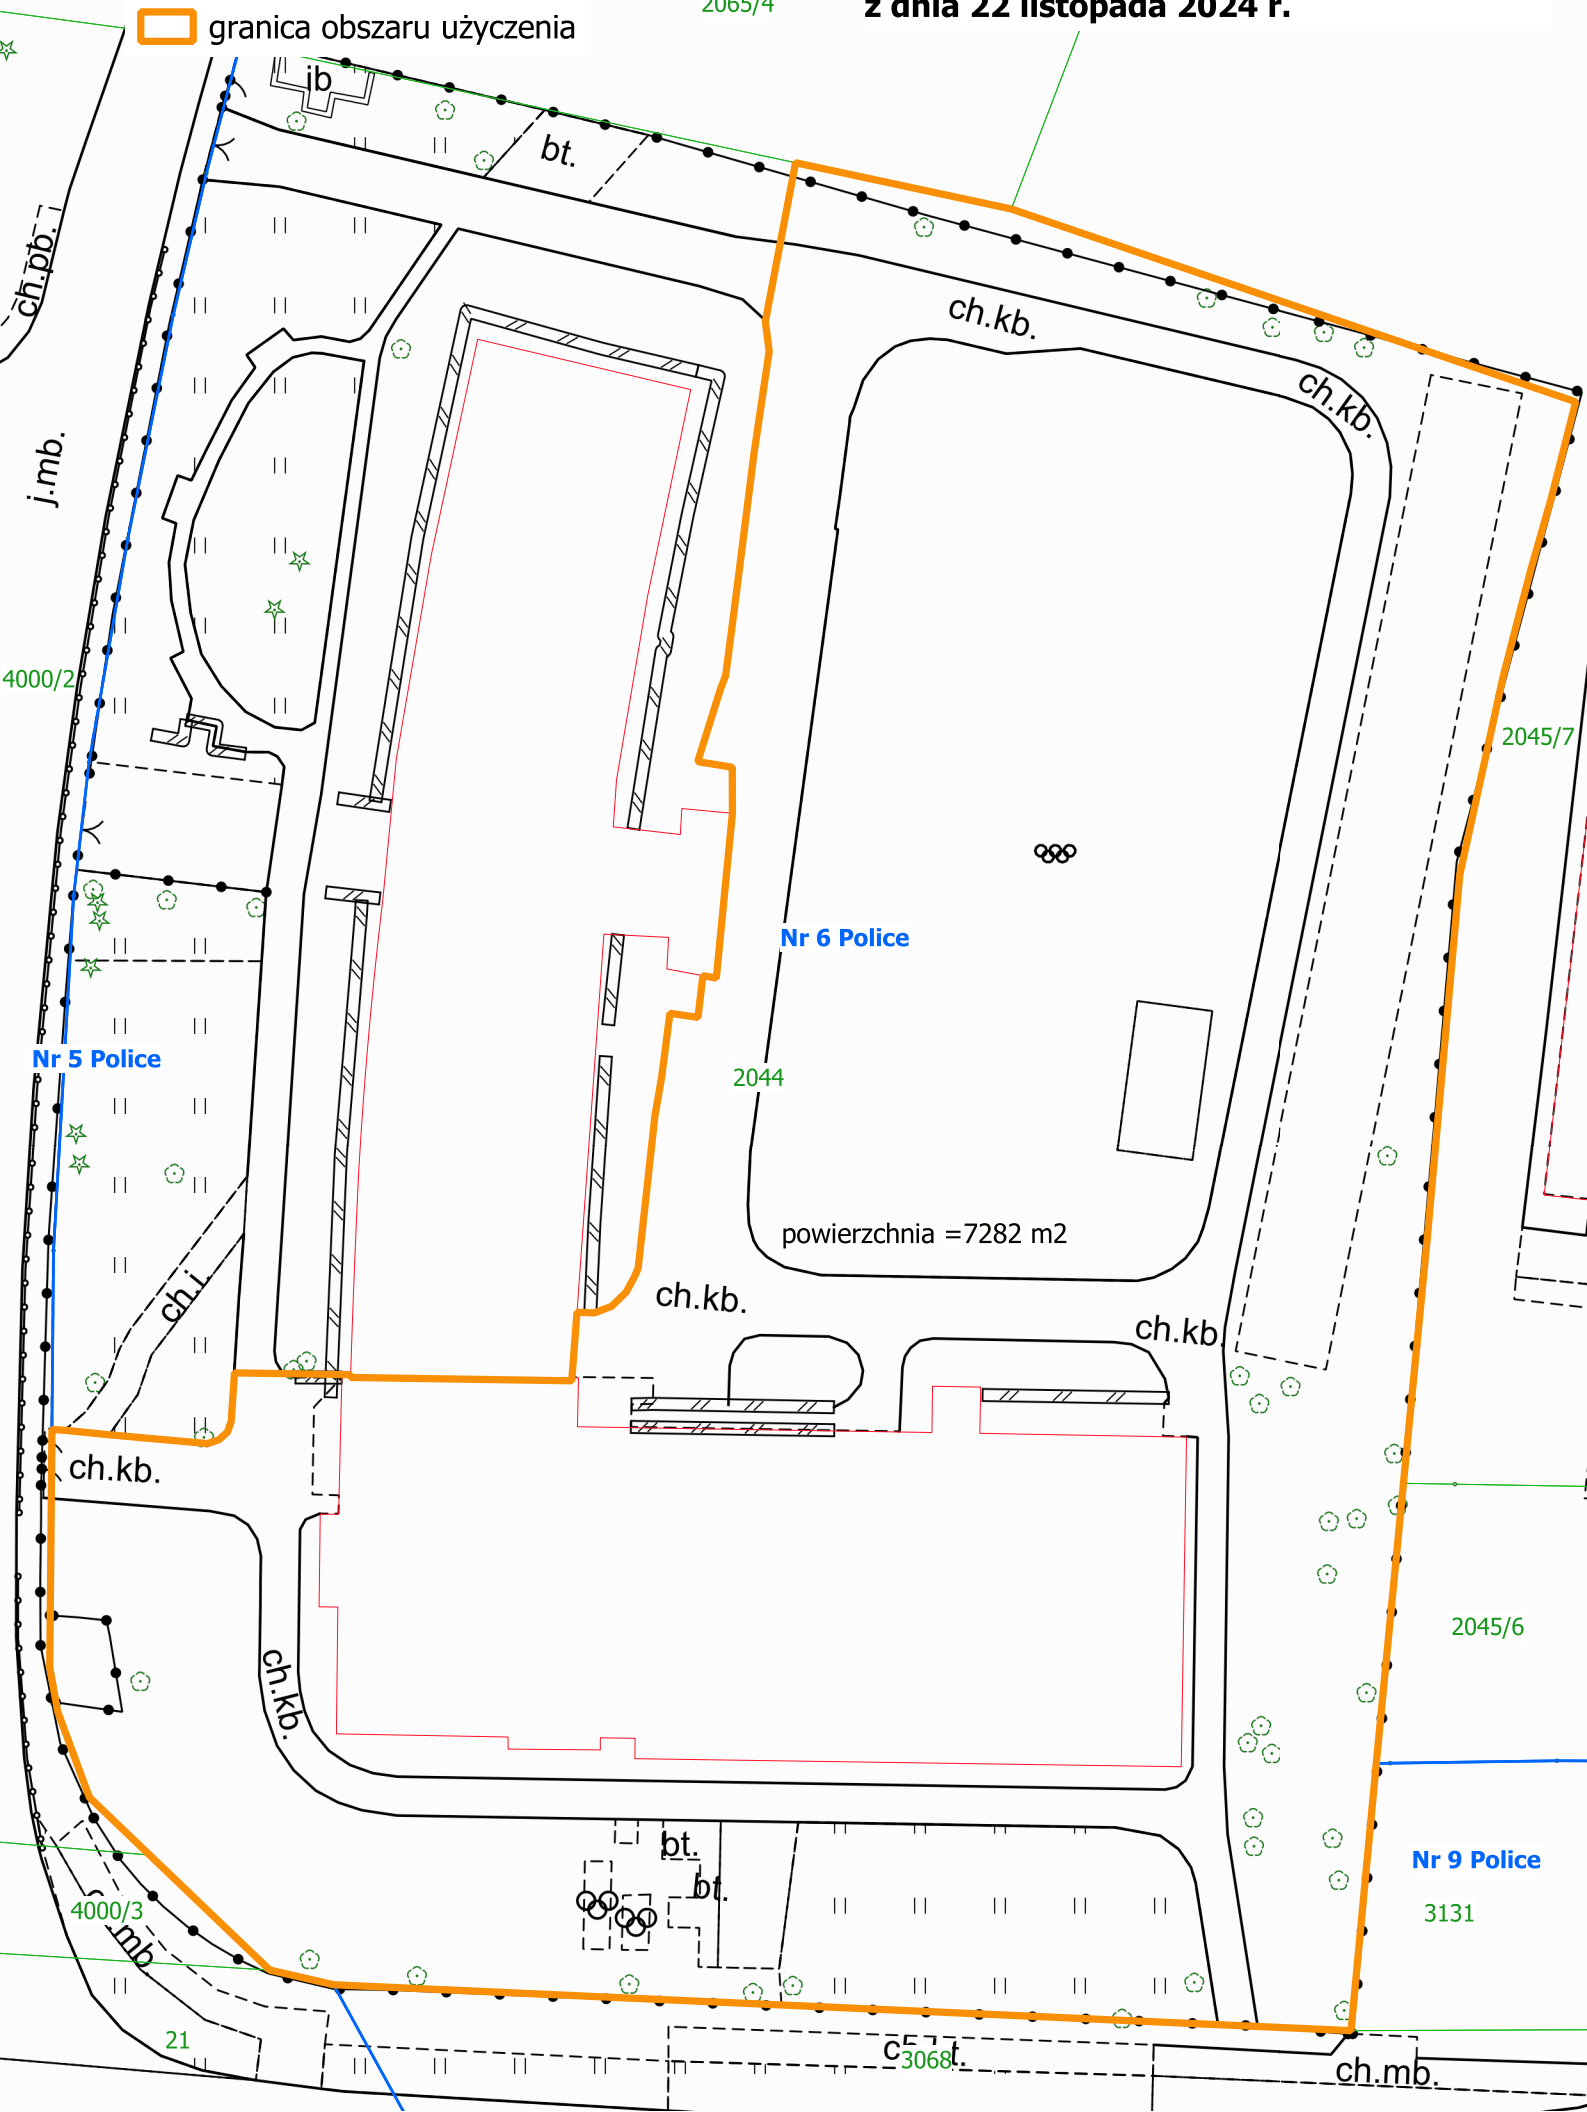 2065/4
z dnia 22 listopada 2024 r.
granica obszaru użyczenia
jb
bt.
ch.pb.
ch.kb.
ch.kb.
j.mb.
4000/2
2045/7
Nr 6 Police
Nr 5 Police
2044
powierzchnia =7282 m2
ch.i.
ch.kb.
ch.kb.
ch.kb.
2045/6
ch.kb.
bt.
bt.
Nr 9 Police
4000/3
3131
mb.
21
3068
ch.mb.